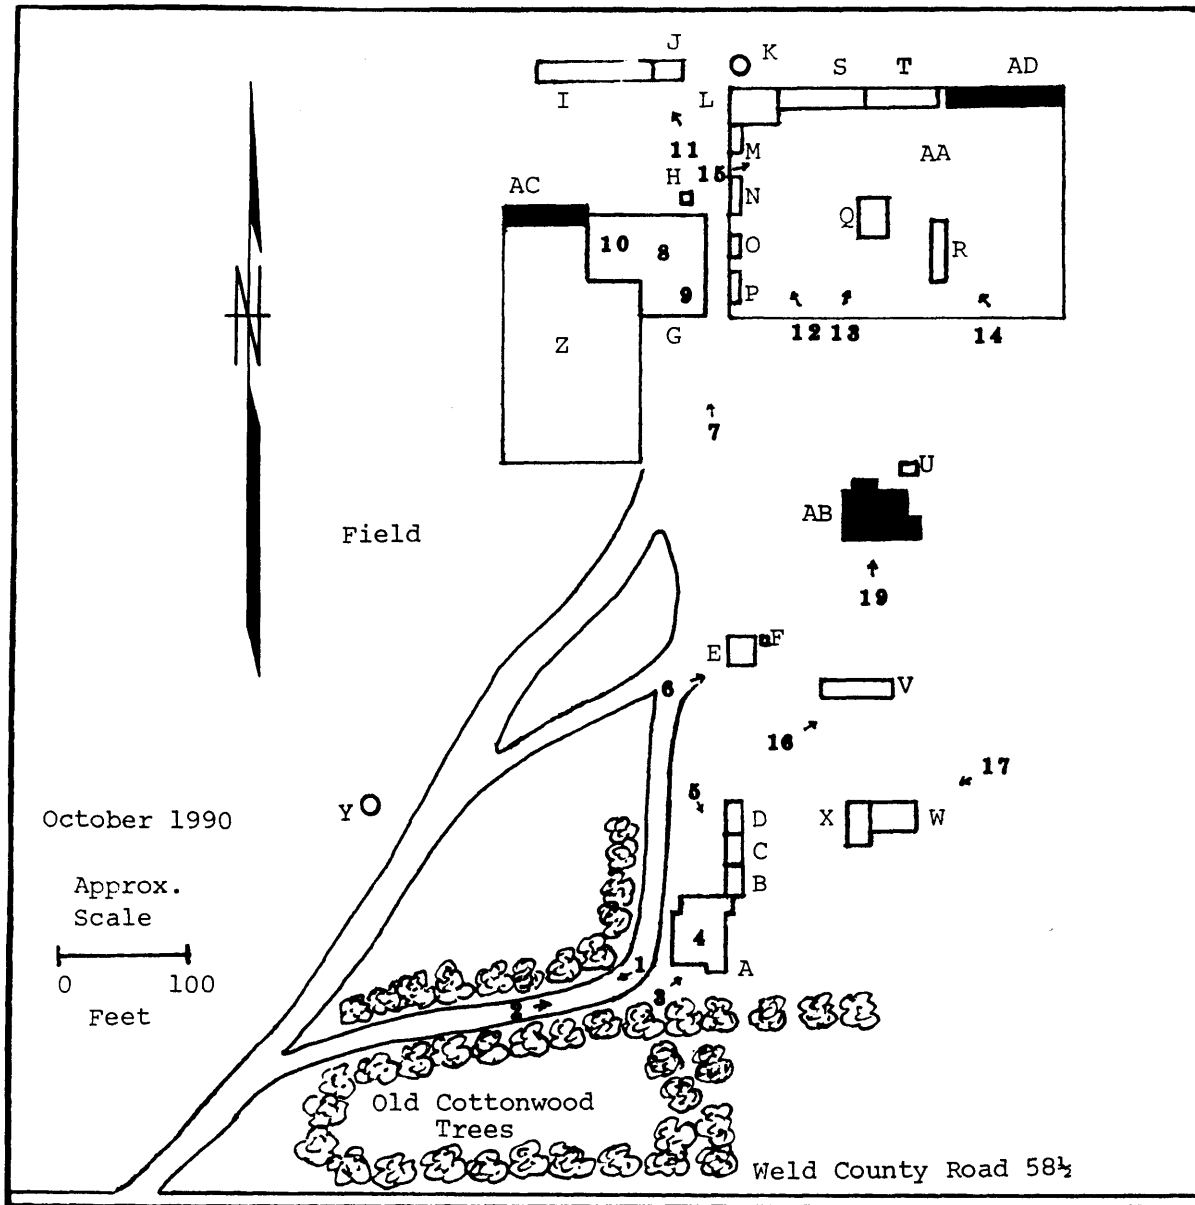 J
K
S
T
AD
I
L
11
M
AA
H
15
AC
N
10
8
Q
O
R
9
P
G
12
13
14
Z
7
U
AB
Field
19
E
F
6
V
16
17
5
Y
D
X
W
October 1990
C
B
Approx.
Scale
4
1
A
0
100
3
2
Feet
Old Cottonwood
Trees
Weld County Road 58½